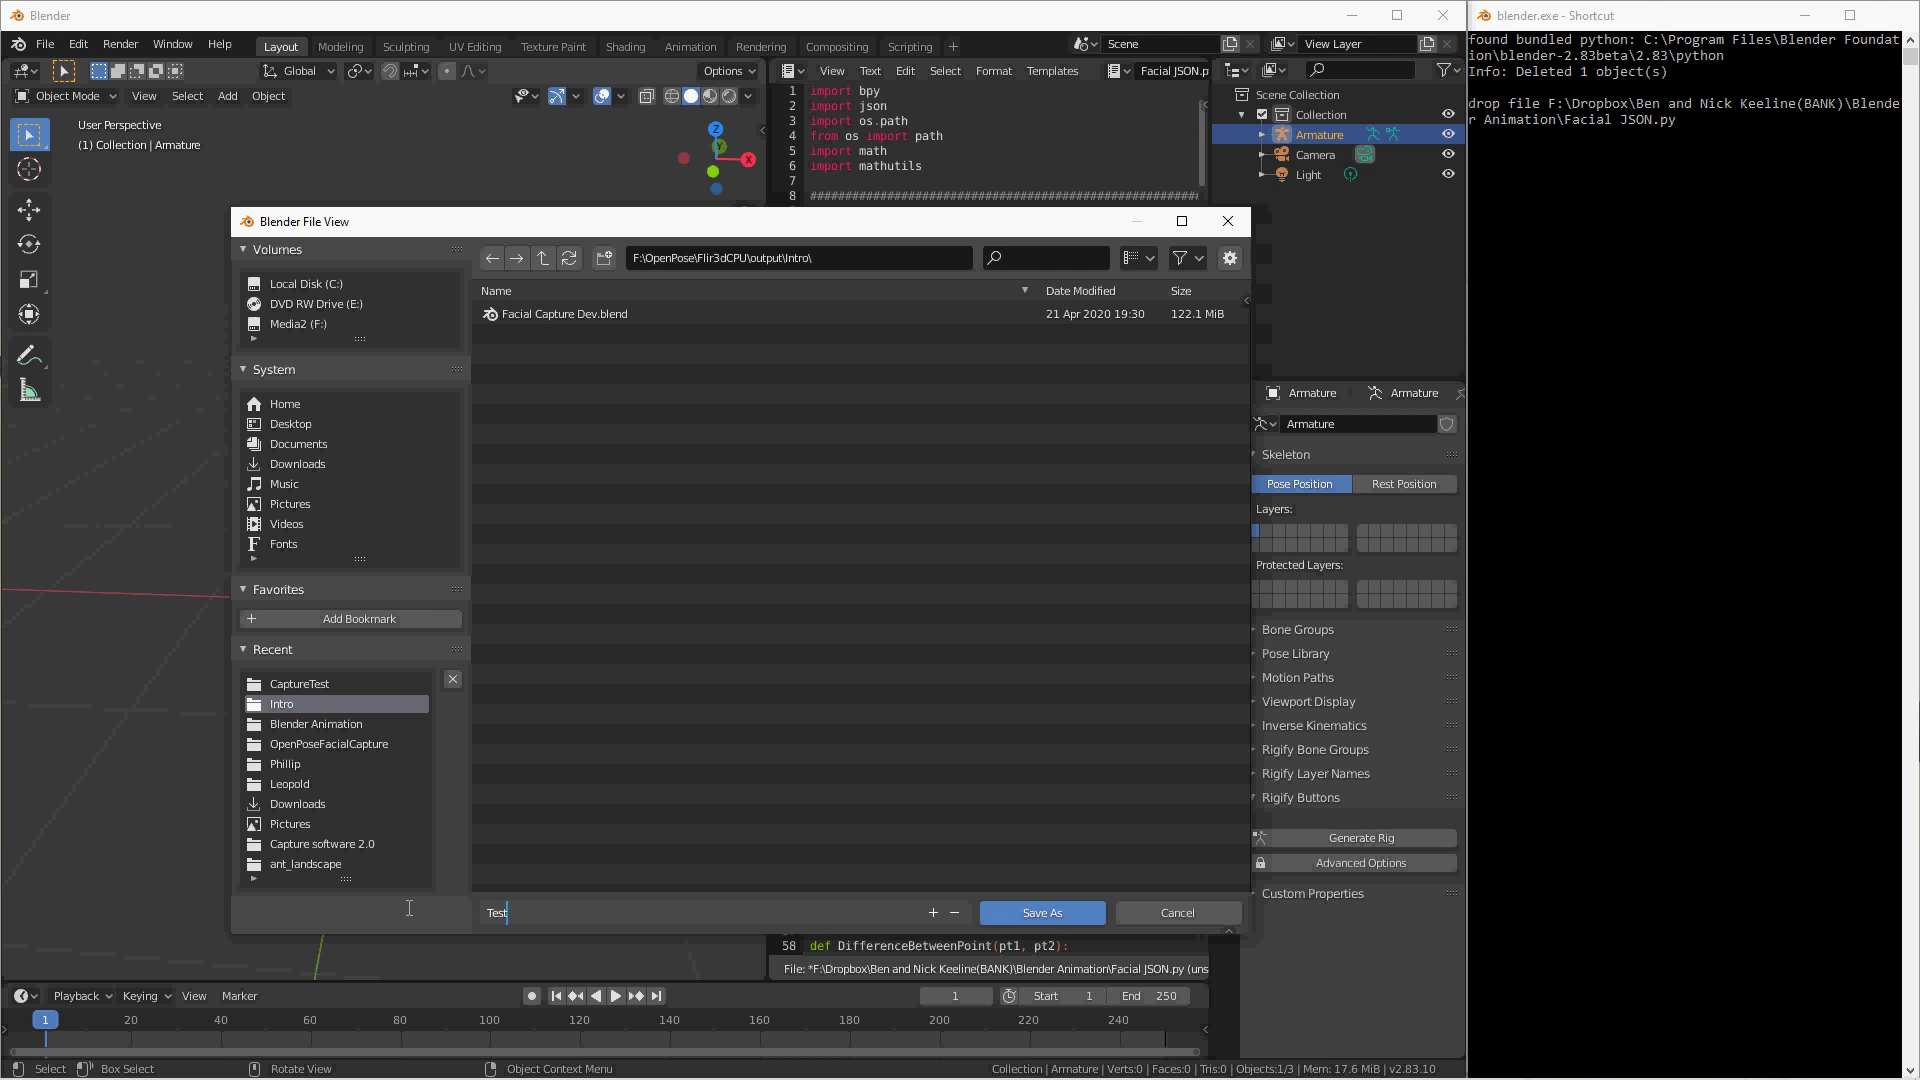 Blender
blender.exe - Shortcut
File Edit Render Window Help Layout Modeling Sculpting UV Editing Texture Paint Shading Animation Rendering Compositing Scripting + Scene View Layer
Global Options View Text Edit Select Format Templates Facial JSON.p
Object Mode View Select Add Object
User Perspective
(1) Collection | Armature
Z
X
1 import bpy
2 import json
3 import os.path
4 from os import path
5 import math
6 import mathutils
7
8 ########################################################
Scene Collection
Collection
Armature
Camera
Light
found bundled python: C:\Program Files\Blender Foundat
ion\blender-2.83beta\2.83\python
Info: Deleted 1 object(s)
drop file F:\Dropbox\Ben and Nick Keeline(BANK)\Blende
r Animation\Facial JSON.py
Blender File View
Volumes
Local Disk (C:)
DVD RW Drive (E:)
Media2 (F:)
System
Home
Desktop
Documents
Downloads
Music
Pictures
Videos
Fonts
Favorites
+ Add Bookmark
Recent
CaptureTest
Intro
Blender Animation
OpenPoseFacialCapture
Phillip
Leopold
Downloads
Pictures
Capture software 2.0
ant_landscape
F:\OpenPose\Flir3dCPU\output\Intro\
Name Date Modified Size
Facial Capture Dev.blend 21 Apr 2020 19:30 122.1 MiB
Test + − Save As Cancel
Armature Armature
Armature
Skeleton
Pose Position Rest Position
Layers:
Protected Layers:
Bone Groups
Pose Library
Motion Paths
Viewport Display
Inverse Kinematics
Rigify Bone Groups
Rigify Layer Names
Rigify Buttons
Generate Rig
Advanced Options
Custom Properties
58 def DifferenceBetweenPoint(pt1, pt2):
File: *F:\Dropbox\Ben and Nick Keeline(BANK)\Blender Animation\Facial JSON.py (uns
Playback Keying View Marker 1 Start 1 End 250
1 20 40 60 80 100 120 140 160 180 200 220 240
Select Box Select Rotate View Object Context Menu Collection | Armature | Verts:0 | Faces:0 | Tris:0 | Objects:1/3 | Mem: 17.6 MiB | v2.83.10